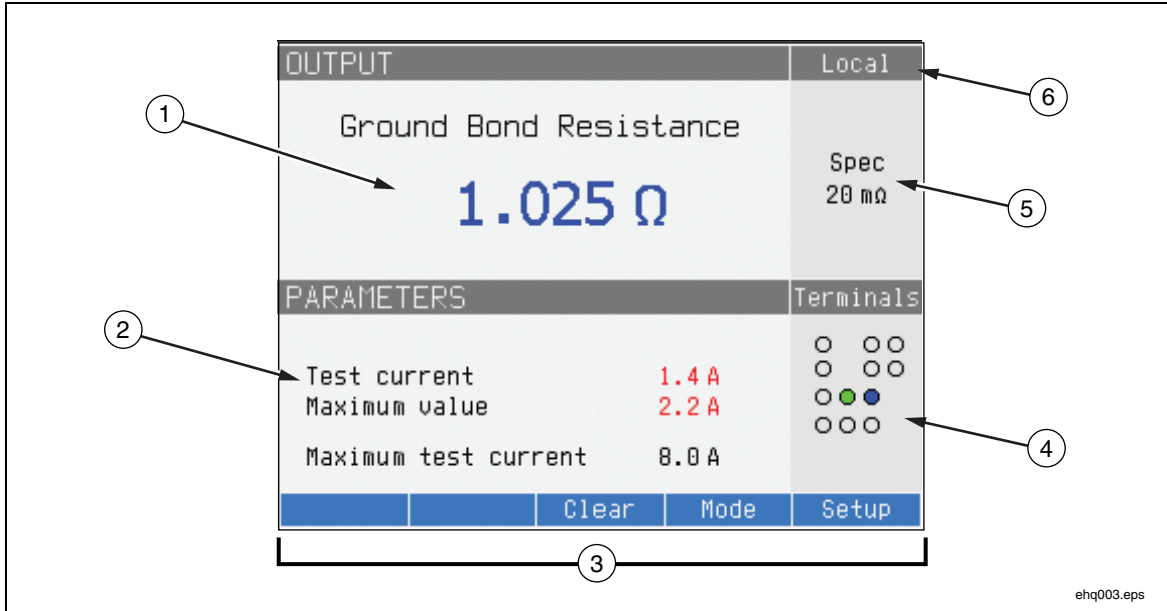 OUTPUT
Local
6
1
Ground Bond Resistance
1.025 Ω
Spec
20 mΩ
5
PARAMETERS
Terminals
2
Test current 1.4 A
Maximum value 2.2 A
Maximum test current 8.0 A
4
Clear Mode Setup
3
ehq003.eps